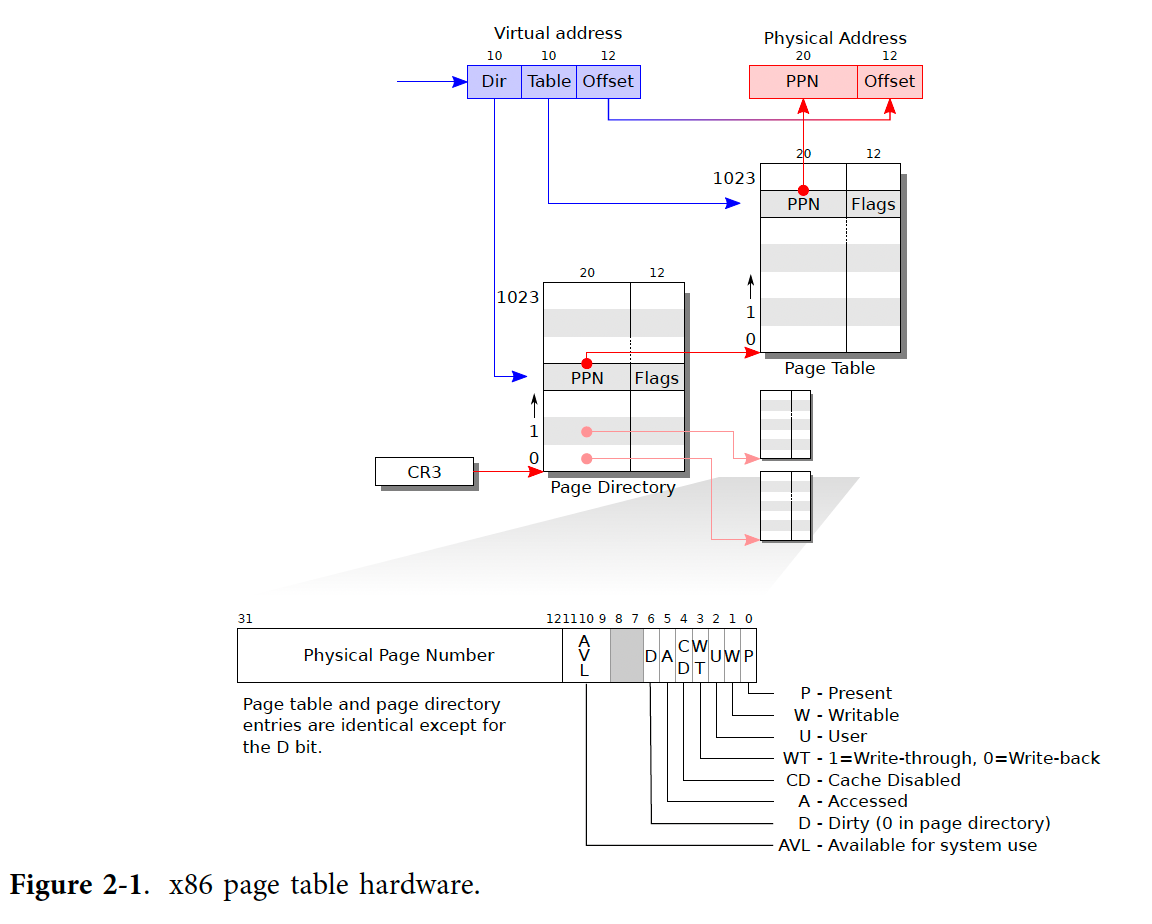 Virtual address
Physical Address
10 10 12
20 12
Dir Table Offset
PPN Offset
20 12
1023
PPN Flags
1
0
Page Table
20 12
1023
PPN Flags
1
0
CR3
Page Directory
31 12 11 10 9 8 7 6 5 4 3 2 1 0
Physical Page Number AVL D A CD WT U W P
Page table and page directory
entries are identical except for
the D bit.
P - Present
W - Writable
U - User
WT - 1=Write-through, 0=Write-back
CD - Cache Disabled
A - Accessed
D - Dirty (0 in page directory)
AVL - Available for system use
Figure 2-1. x86 page table hardware.